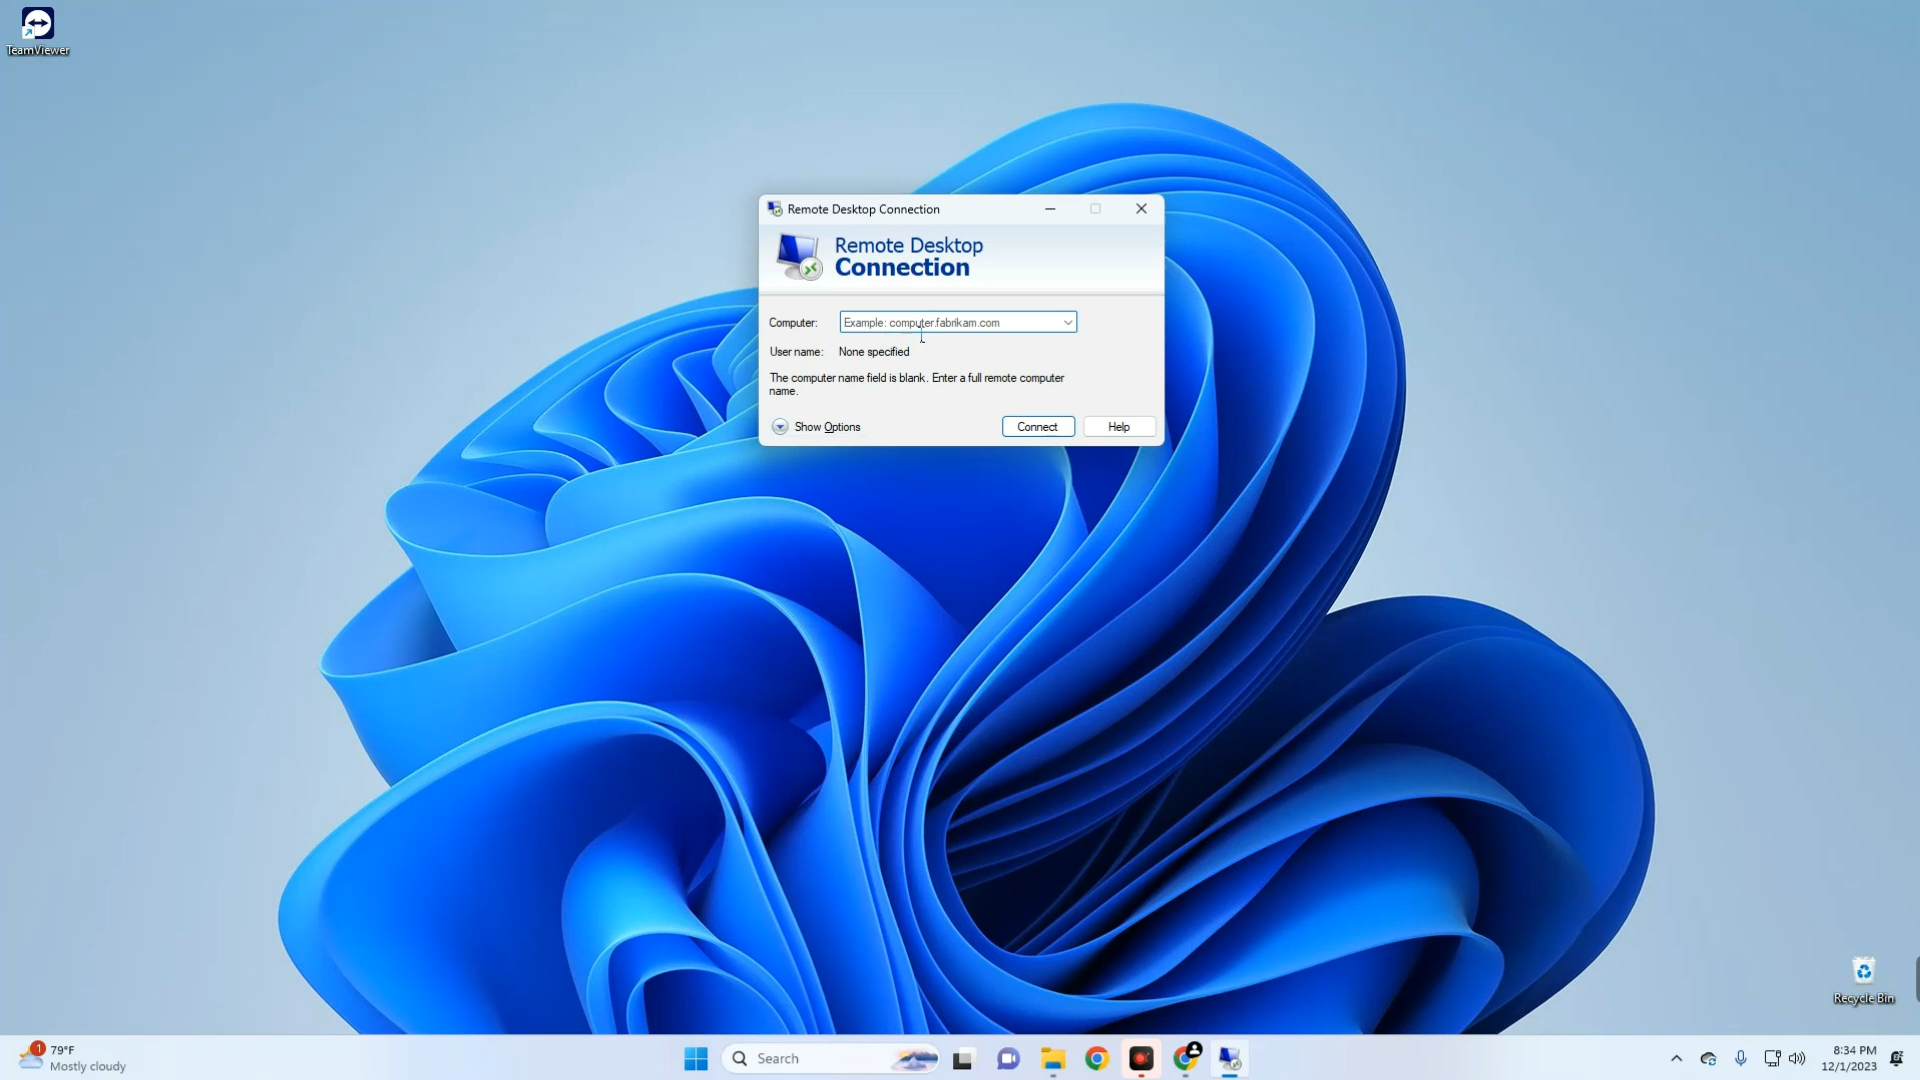 TeamViewer
Remote Desktop Connection
Remote Desktop
Connection
Computer: Example: computer.fabrikam.com
User name: None specified
The computer name field is blank. Enter a full remote computer
name.
Show Options Connect Help
Recycle Bin
1
79°F
Mostly cloudy
Search
8:34 PM
12/1/2023